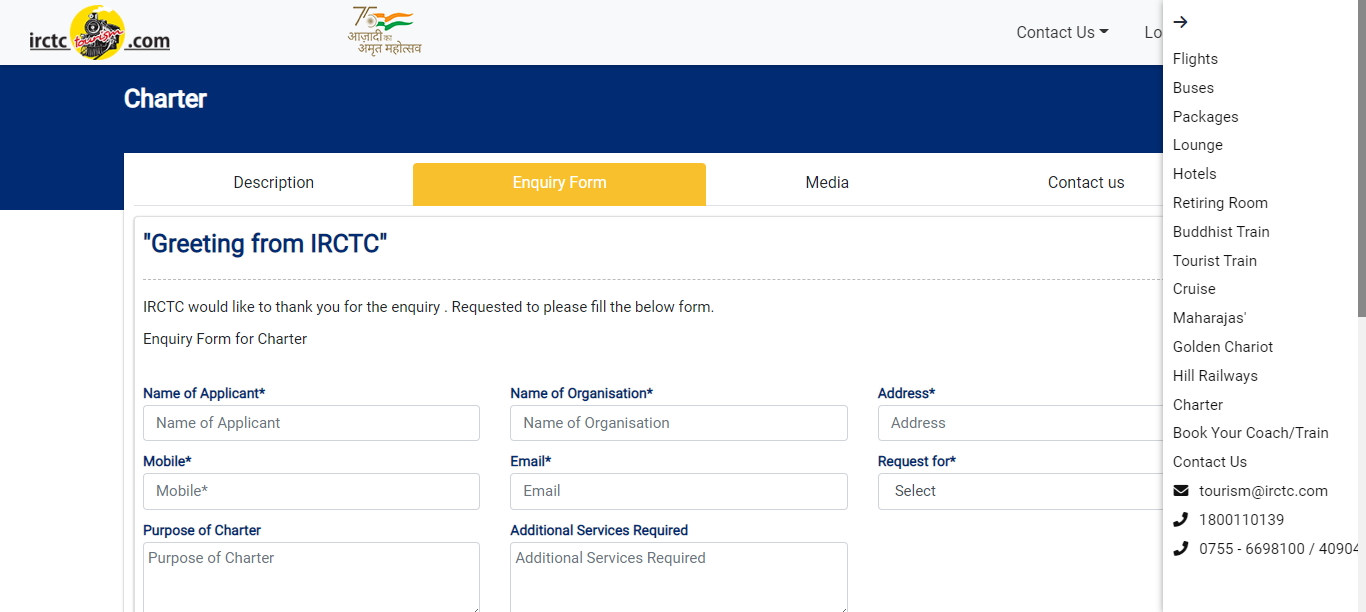 irctc tourism .com
75
आज़ादी का
अमृत महोत्सव
Contact Us
Lo
Charter
Description
Enquiry Form
Media
Contact us
"Greeting from IRCTC"
IRCTC would like to thank you for the enquiry . Requested to please fill the below form.
Enquiry Form for Charter
Name of Applicant*
Name of Organisation*
Address*
Name of Applicant
Name of Organisation
Address
Mobile*
Email*
Request for*
Mobile*
Email
Select
Purpose of Charter
Additional Services Required
Purpose of Charter
Additional Services Required
Flights
Buses
Packages
Lounge
Hotels
Retiring Room
Buddhist Train
Tourist Train
Cruise
Maharajas'
Golden Chariot
Hill Railways
Charter
Book Your Coach/Train
Contact Us
tourism@irctc.com
1800110139
0755 - 6698100 / 40904